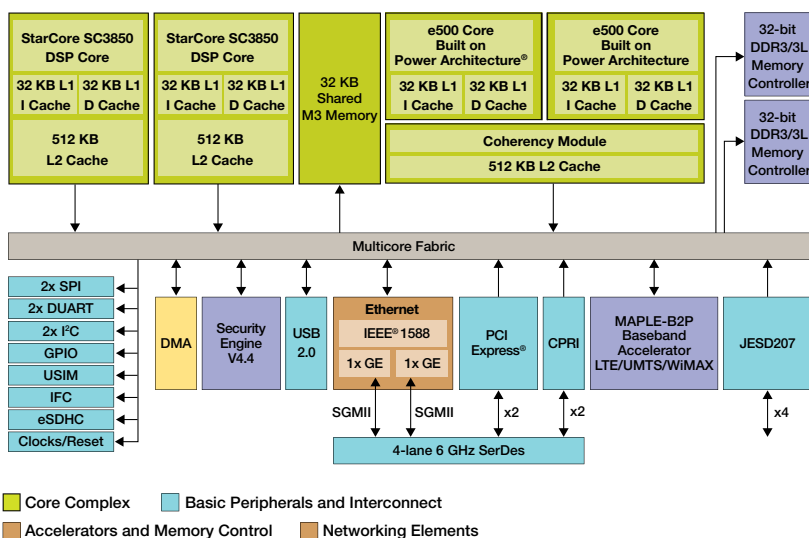 StarCore SC3850
DSP Core
32 KB L1
I Cache
32 KB L1
D Cache
512 KB
L2 Cache
StarCore SC3850
DSP Core
32 KB L1
I Cache
32 KB L1
D Cache
512 KB
L2 Cache
32 KB
Shared
M3 Memory
e500 Core
Built on
Power Architecture®
32 KB L1
I Cache
32 KB L1
D Cache
e500 Core
Built on
Power Architecture
32 KB L1
I Cache
32 KB L1
D Cache
Coherency Module
512 KB L2 Cache
32-bit
DDR3/3L
Memory
Controller
32-bit
DDR3/3L
Memory
Controller
Multicore Fabric
2x SPI
2x DUART
2x I²C
GPIO
USIM
IFC
eSDHC
Clocks/Reset
DMA
Security
Engine
V4.4
USB
2.0
Ethernet
IEEE® 1588
1x GE
1x GE
PCI
Express®
CPRI
MAPLE-B2P
Baseband
Accelerator
LTE/UMTS/WiMAX
JESD207
SGMII
SGMII
x2
x2
x4
4-lane 6 GHz SerDes
Core Complex
Basic Peripherals and Interconnect
Accelerators and Memory Control
Networking Elements